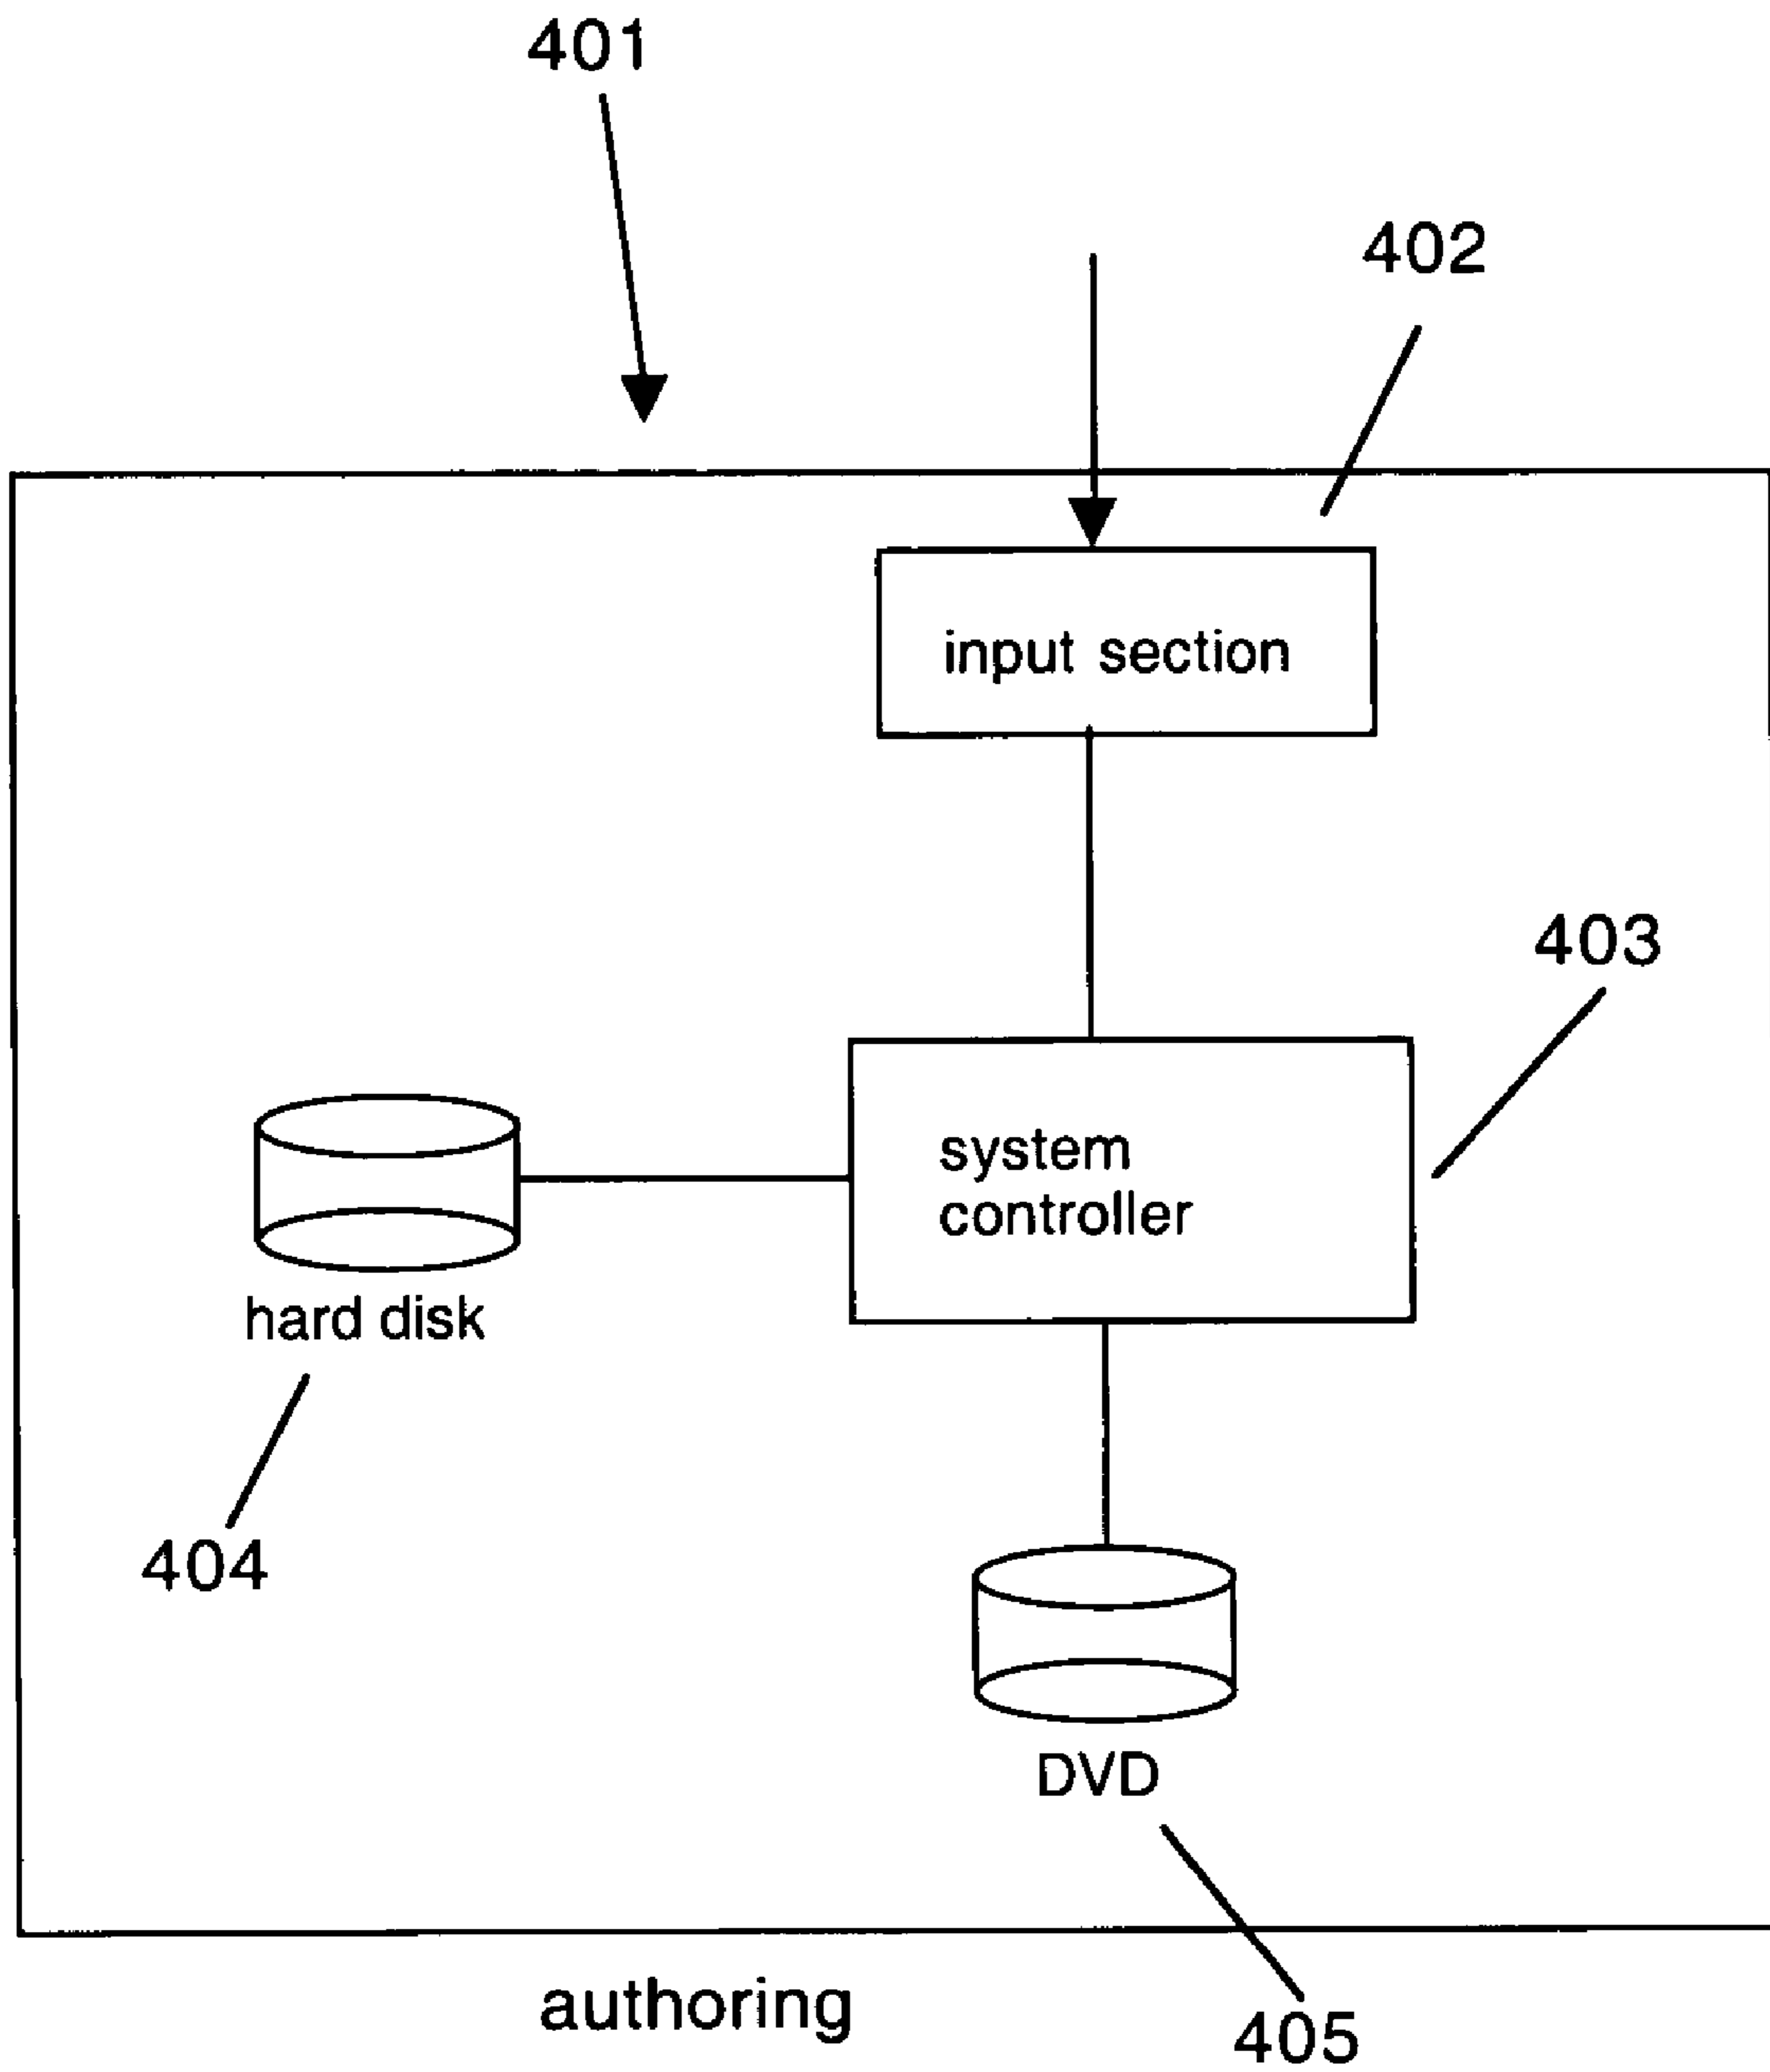 401
402
input section
403
system
controller
hard disk
404
DVD
authoring
405